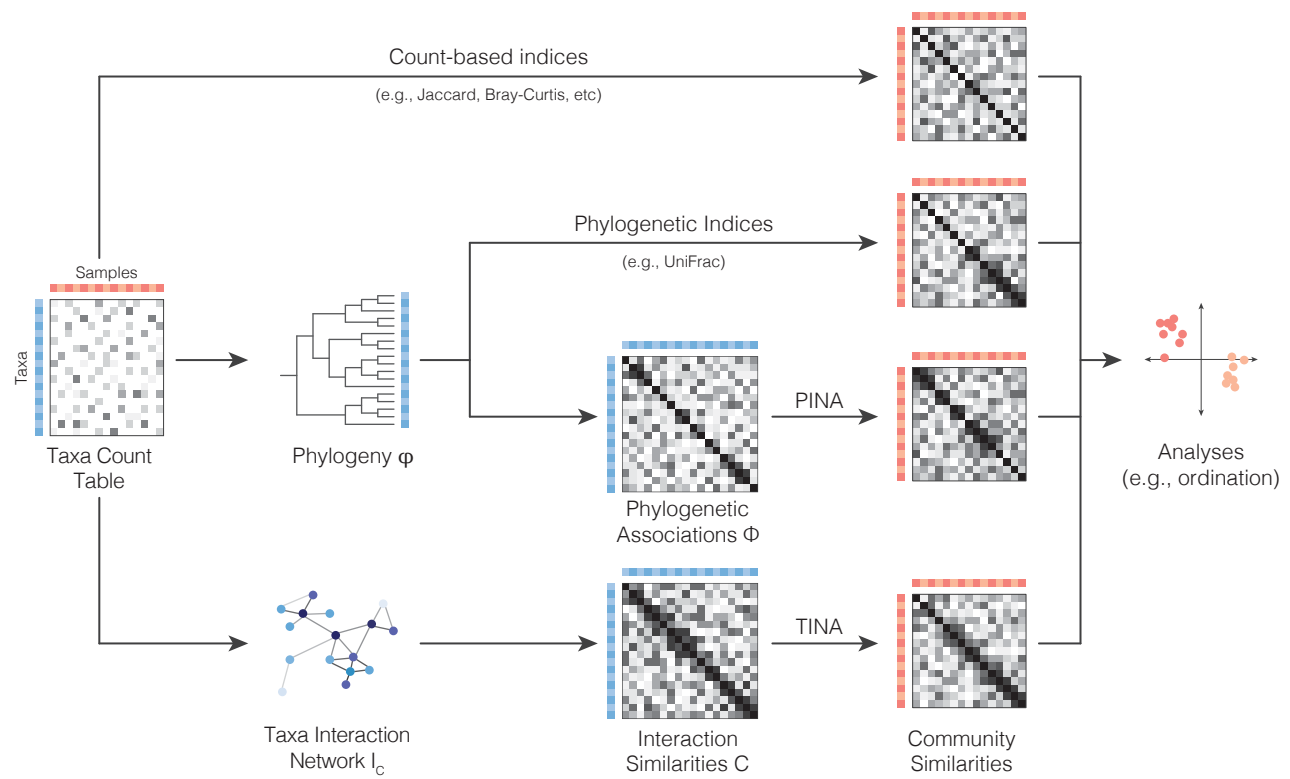 Count-based indices
(e.g., Jaccard, Bray-Curtis, etc)
Phylogenetic Indices
(e.g., UniFrac)
Samples
Taxa
Taxa Count
Table
Phylogeny φ
Phylogenetic
Associations Φ
PINA
Analyses
(e.g., ordination)
TINA
Taxa Interaction
Network I_C
Interaction
Similarities C
Community
Similarities